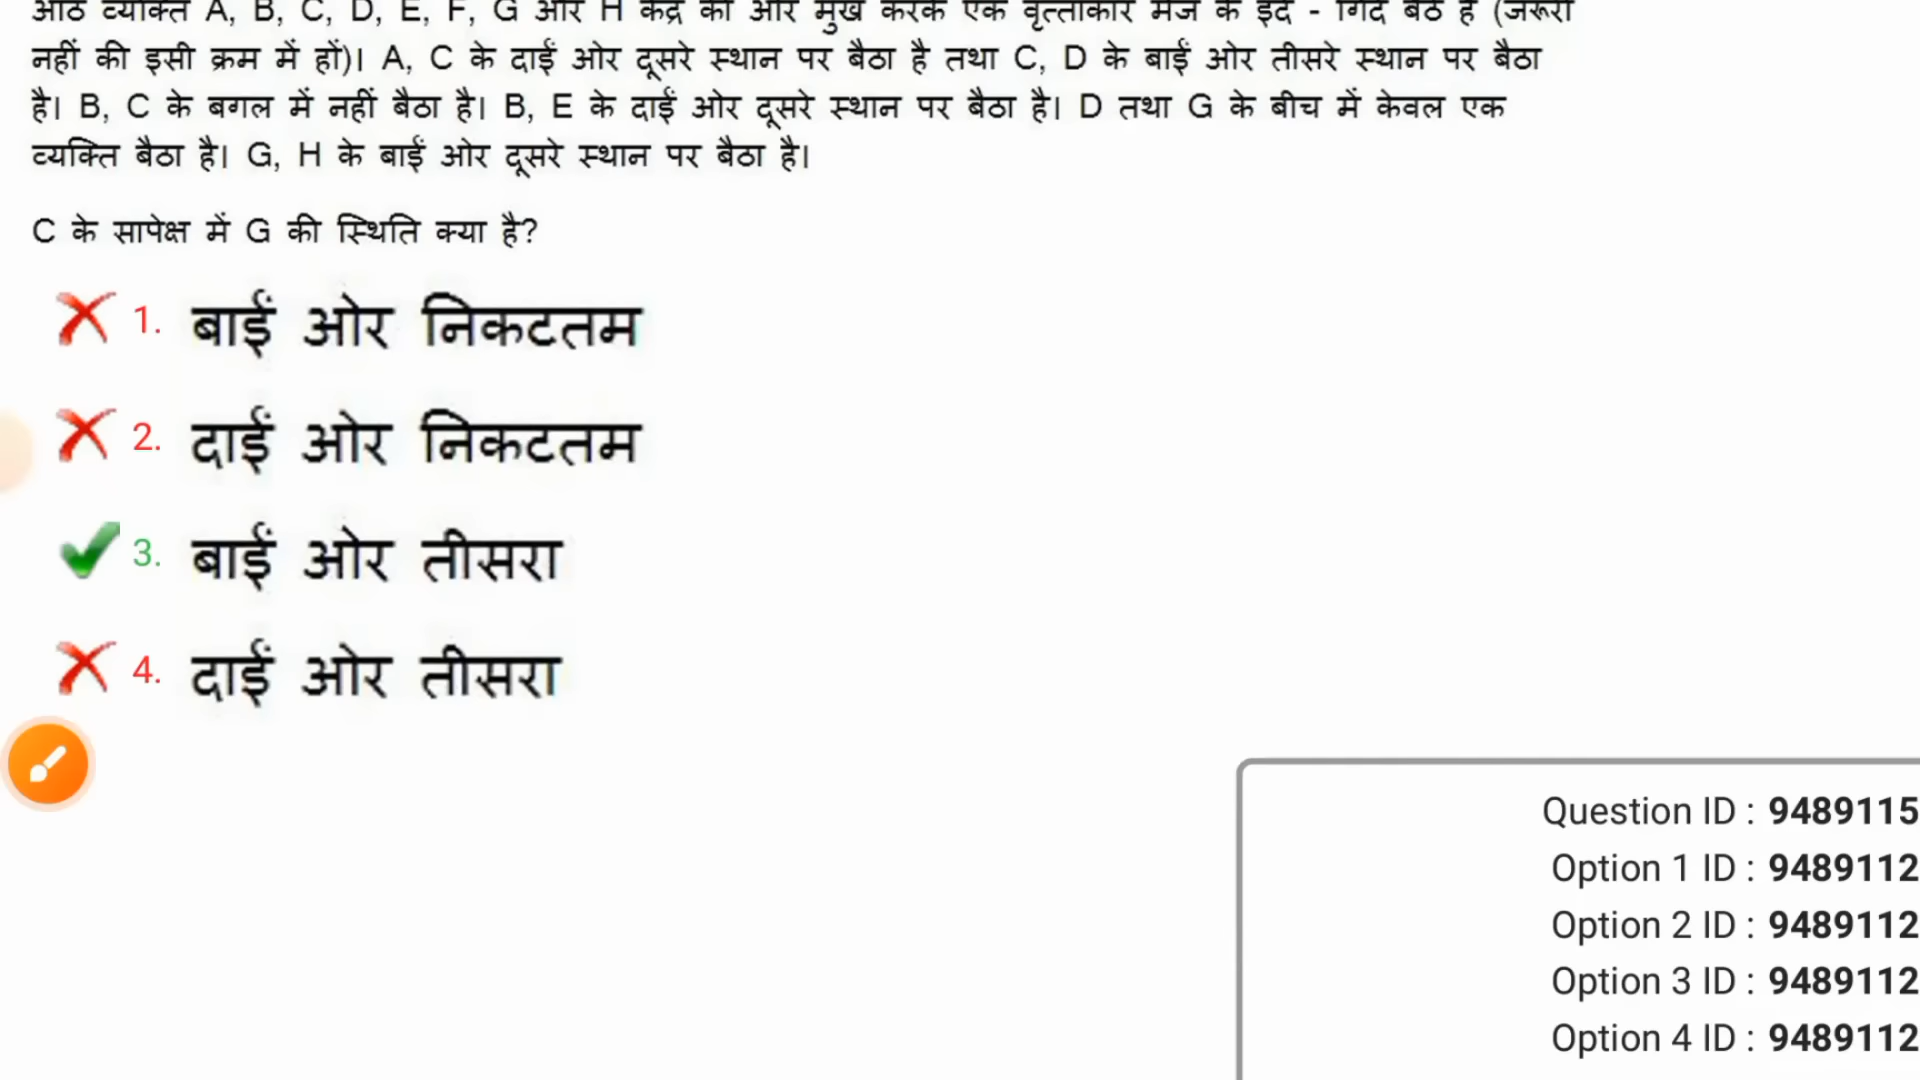 आठ व्यक्ति A, B, C, D, E, F, G और H केंद्र की ओर मुख करके एक वृत्ताकार मेज के इर्द - गिर्द बैठे हैं (जरूरी
नहीं की इसी क्रम में हों)। A, C के दाईं ओर दूसरे स्थान पर बैठा है तथा C, D के बाईं ओर तीसरे स्थान पर बैठा
है। B, C के बगल में नहीं बैठा है। B, E के दाईं ओर दूसरे स्थान पर बैठा है। D तथा G के बीच में केवल एक
व्यक्ति बैठा है। G, H के बाईं ओर दूसरे स्थान पर बैठा है।
C के सापेक्ष में G की स्थिति क्या है?
1. बाईं ओर निकटतम
2. दाईं ओर निकटतम
3. बाईं ओर तीसरा
4. दाईं ओर तीसरा
Question ID : 9489115
Option 1 ID : 9489112
Option 2 ID : 9489112
Option 3 ID : 9489112
Option 4 ID : 9489112